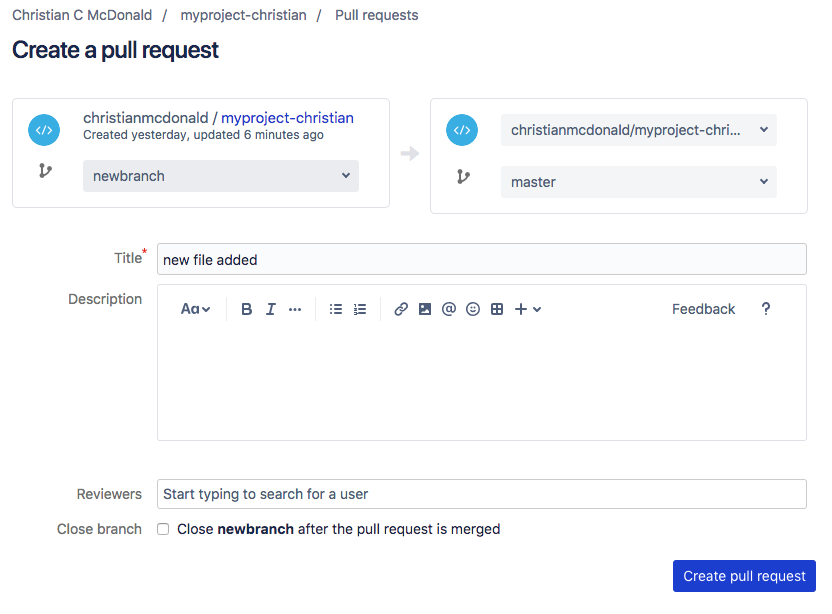 Christian C McDonald / myproject-christian / Pull requests
Create a pull request
christianmcdonald / myproject-christian
Created yesterday, updated 6 minutes ago
newbranch
christianmcdonald/myproject-chri...
master
Title*
new file added
Description
Aa B I ... @ + Feedback ?
Reviewers
Start typing to search for a user
Close branch
Close newbranch after the pull request is merged
Create pull request